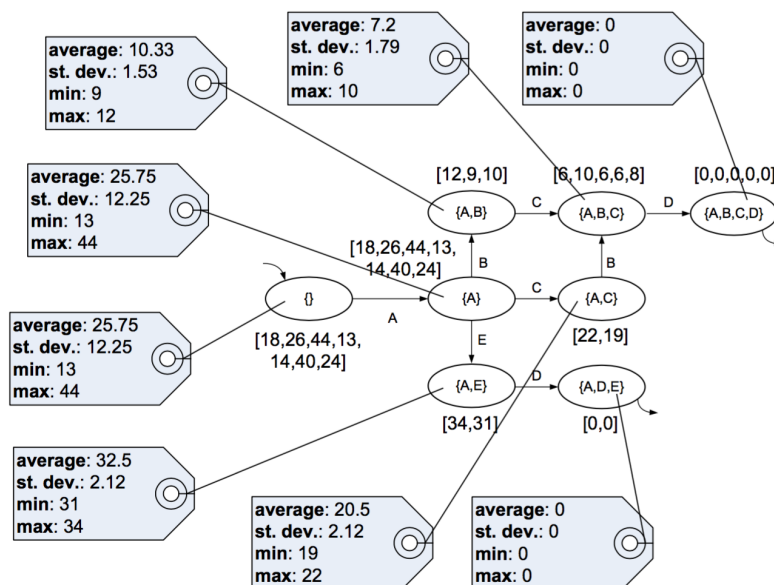 average: 10.33
st. dev.: 1.53
min: 9
max: 12
average: 7.2
st. dev.: 1.79
min: 6
max: 10
average: 0
st. dev.: 0
min: 0
max: 0
average: 25.75
st. dev.: 12.25
min: 13
max: 44
[12,9,10]
[6,10,6,6,8]
[0,0,0,0,0]
{A,B}
C
{A,B,C}
D
{A,B,C,D}
[18,26,44,13,
14,40,24]
B
B
{}
A
{A}
C
{A,C}
[18,26,44,13,
14,40,24]
[22,19]
E
average: 25.75
st. dev.: 12.25
min: 13
max: 44
{A,E}
D
{A,D,E}
[34,31]
[0,0]
average: 32.5
st. dev.: 2.12
min: 31
max: 34
average: 20.5
st. dev.: 2.12
min: 19
max: 22
average: 0
st. dev.: 0
min: 0
max: 0